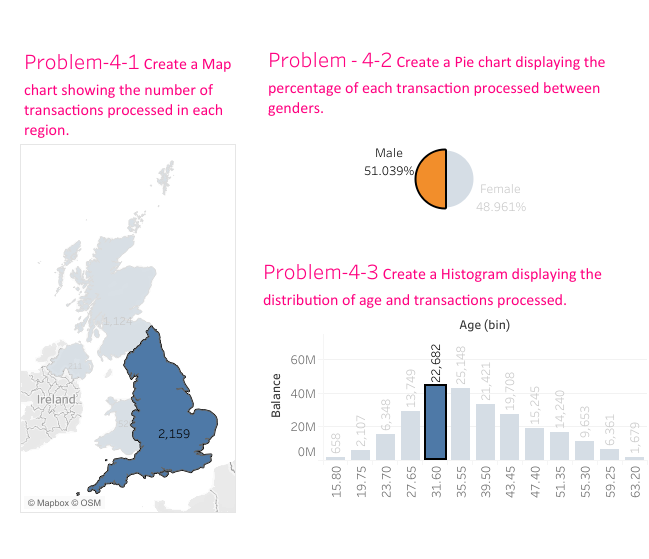 Problem-4-1 Create a Map
chart showing the number of
transactions processed in each
region.
1,124
Ireland
2,159
© Mapbox © OSM
Problem - 4-2 Create a Pie chart displaying the
percentage of each transaction processed between
genders.
Male
51.039%
Female
48.961%
Problem-4-3 Create a Histogram displaying the
distribution of age and transactions processed.
Age (bin)
Balance
60M
40M
20M
0M
658
2,107
6,348
13,749
22,682
25,148
21,421
19,708
15,245
14,240
9,653
6,361
1,679
15.80
19.75
23.70
27.65
31.60
35.55
39.50
43.45
47.40
51.35
55.30
59.25
63.20